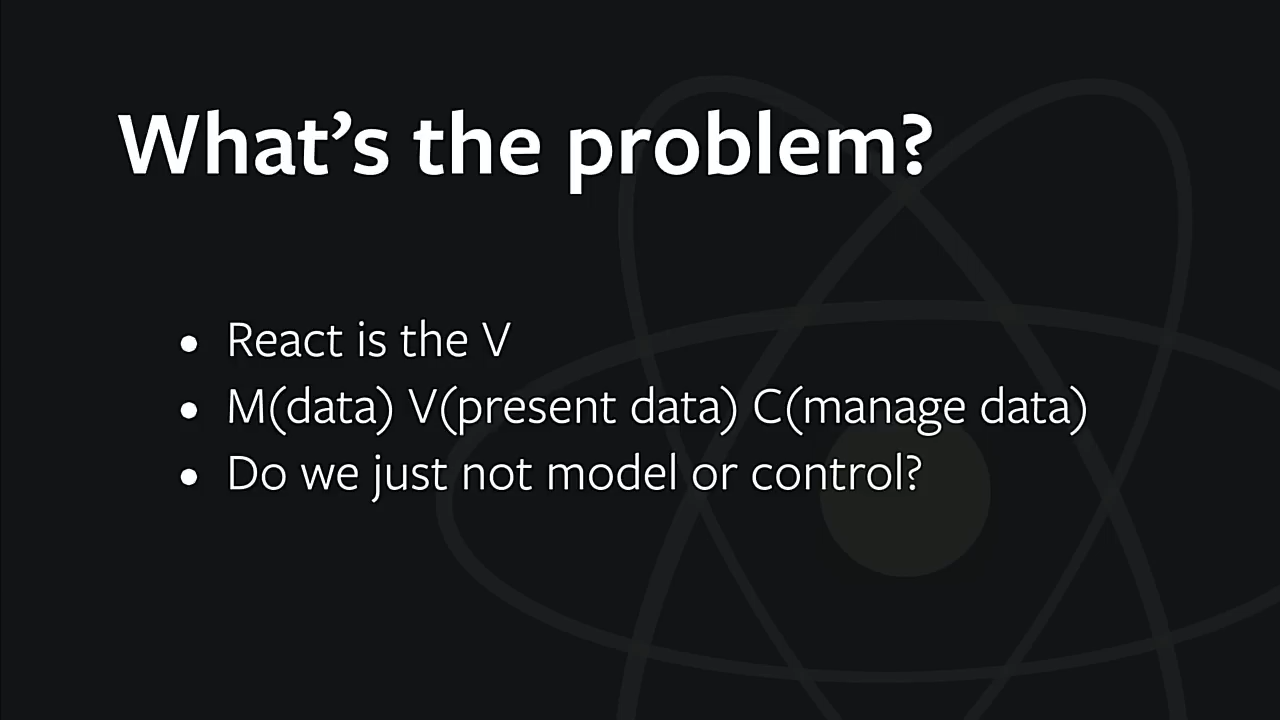 What’s the problem?
• React is the V
• M(data) V(present data) C(manage data)
• Do we just not model or control?